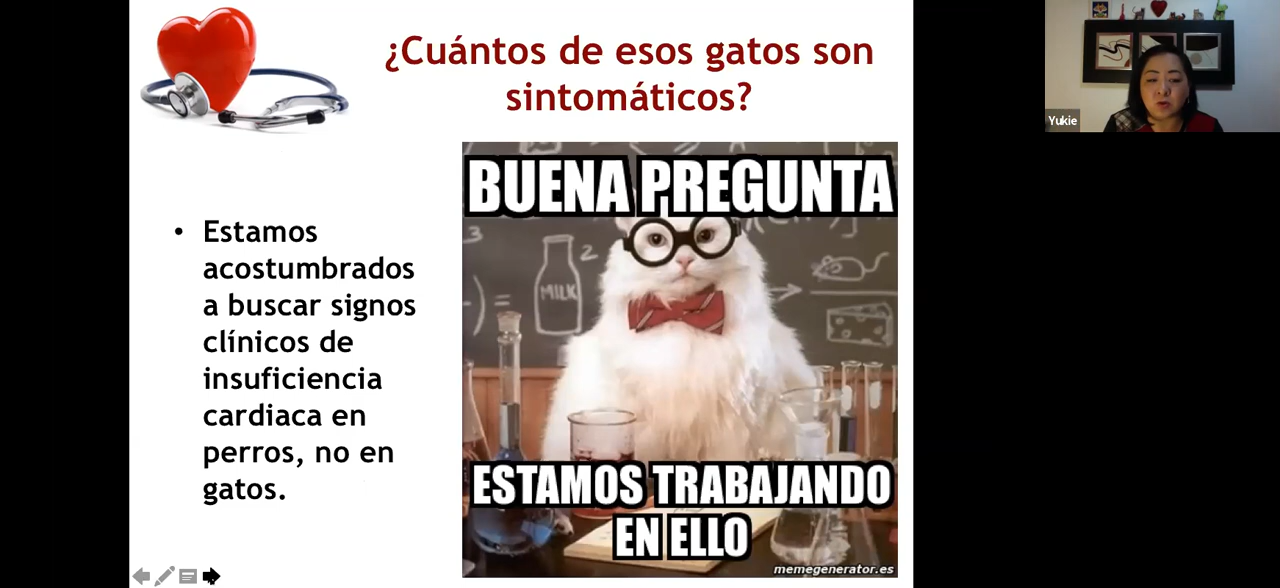 ¿Cuántos de esos gatos son
sintomáticos?
• Estamos
acostumbrados
a buscar signos
clínicos de
insuficiencia
cardiaca en
perros, no en
gatos.
BUENA PREGUNTA
MILK
ESTAMOS TRABAJANDO
EN ELLO
memegenerator.es
Yukie